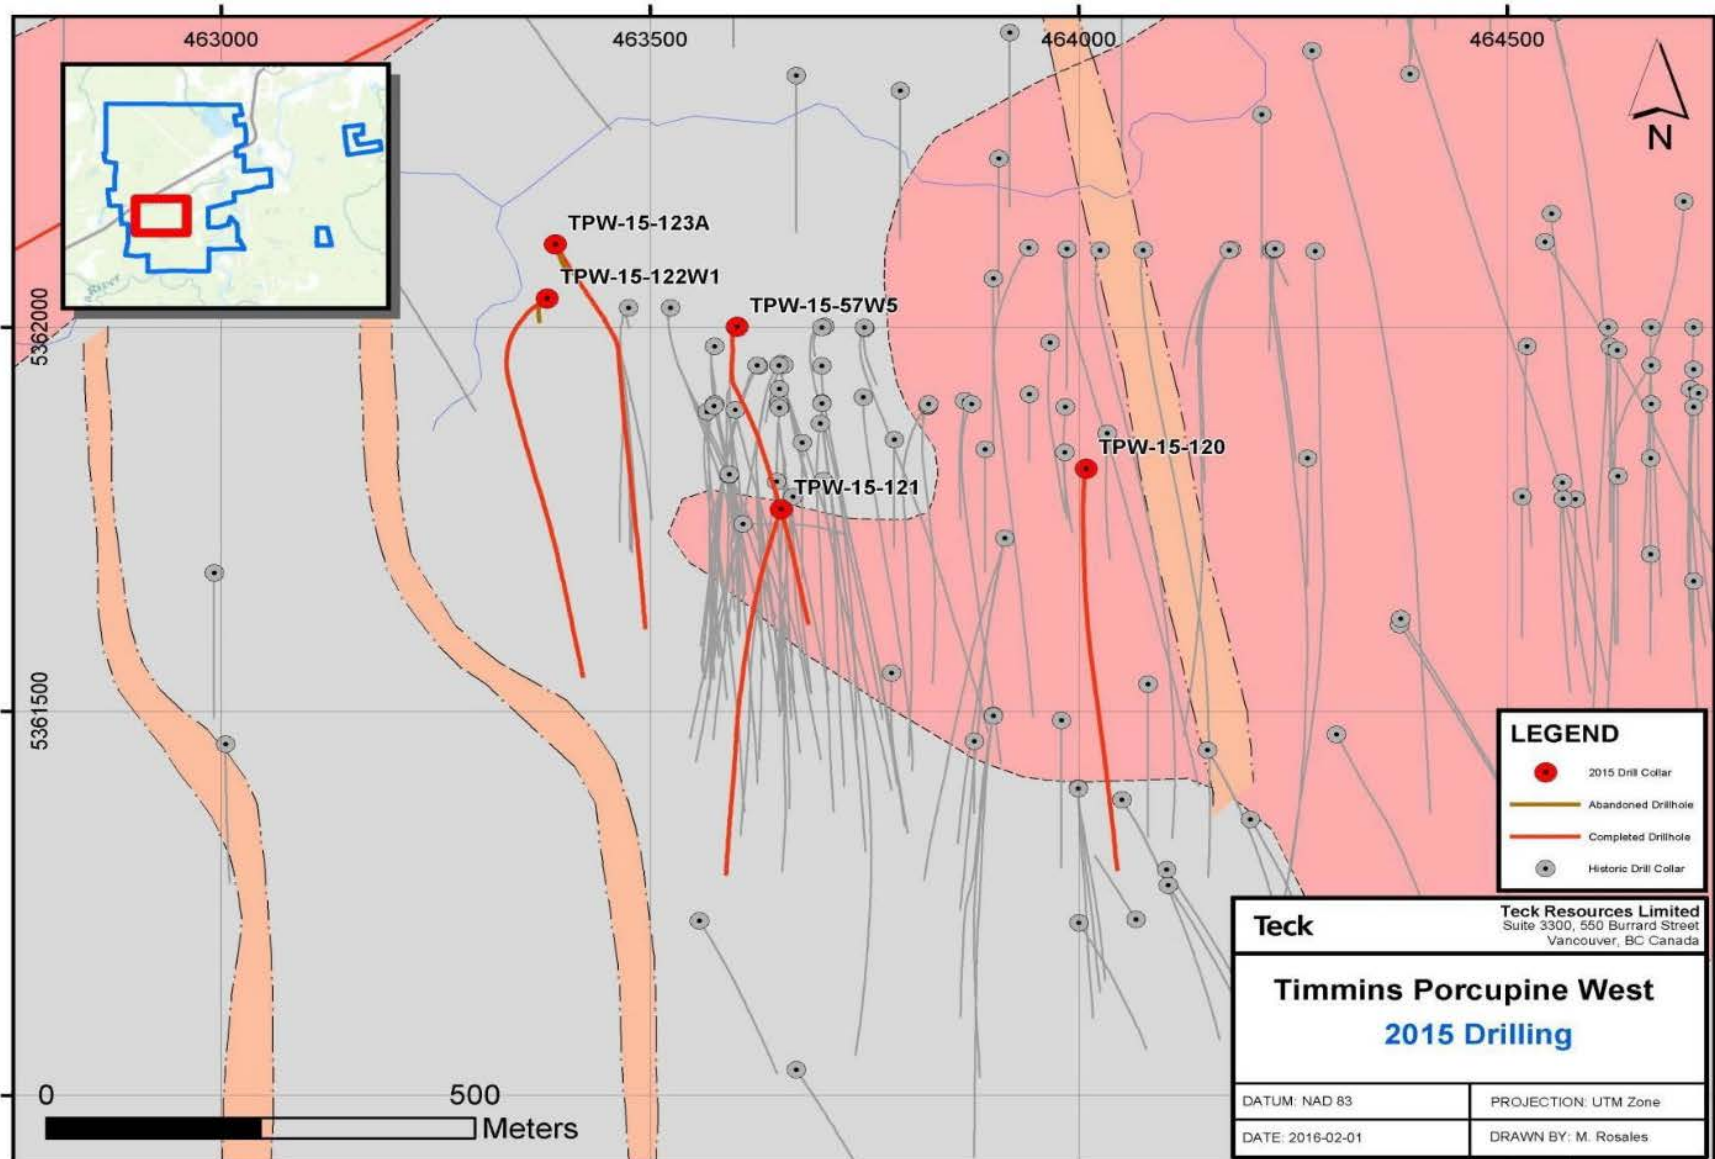 463000
463500
464000
464500
N
TPW-15-123A
TPW-15-122W1
TPW-15-57W5
5362000
TPW-15-120
TPW-15-121
5361500
LEGEND
2015 Drill Collar
Abandoned Drillhole
Completed Drillhole
Historic Drill Collar
Teck
Teck Resources Limited
Suite 3300, 550 Burrard Street
Vancouver, BC Canada
Timmins Porcupine West
2015 Drilling
DATUM: NAD 83
PROJECTION: UTM Zone
DATE: 2016-02-01
DRAWN BY: M. Rosales
0
500
Meters